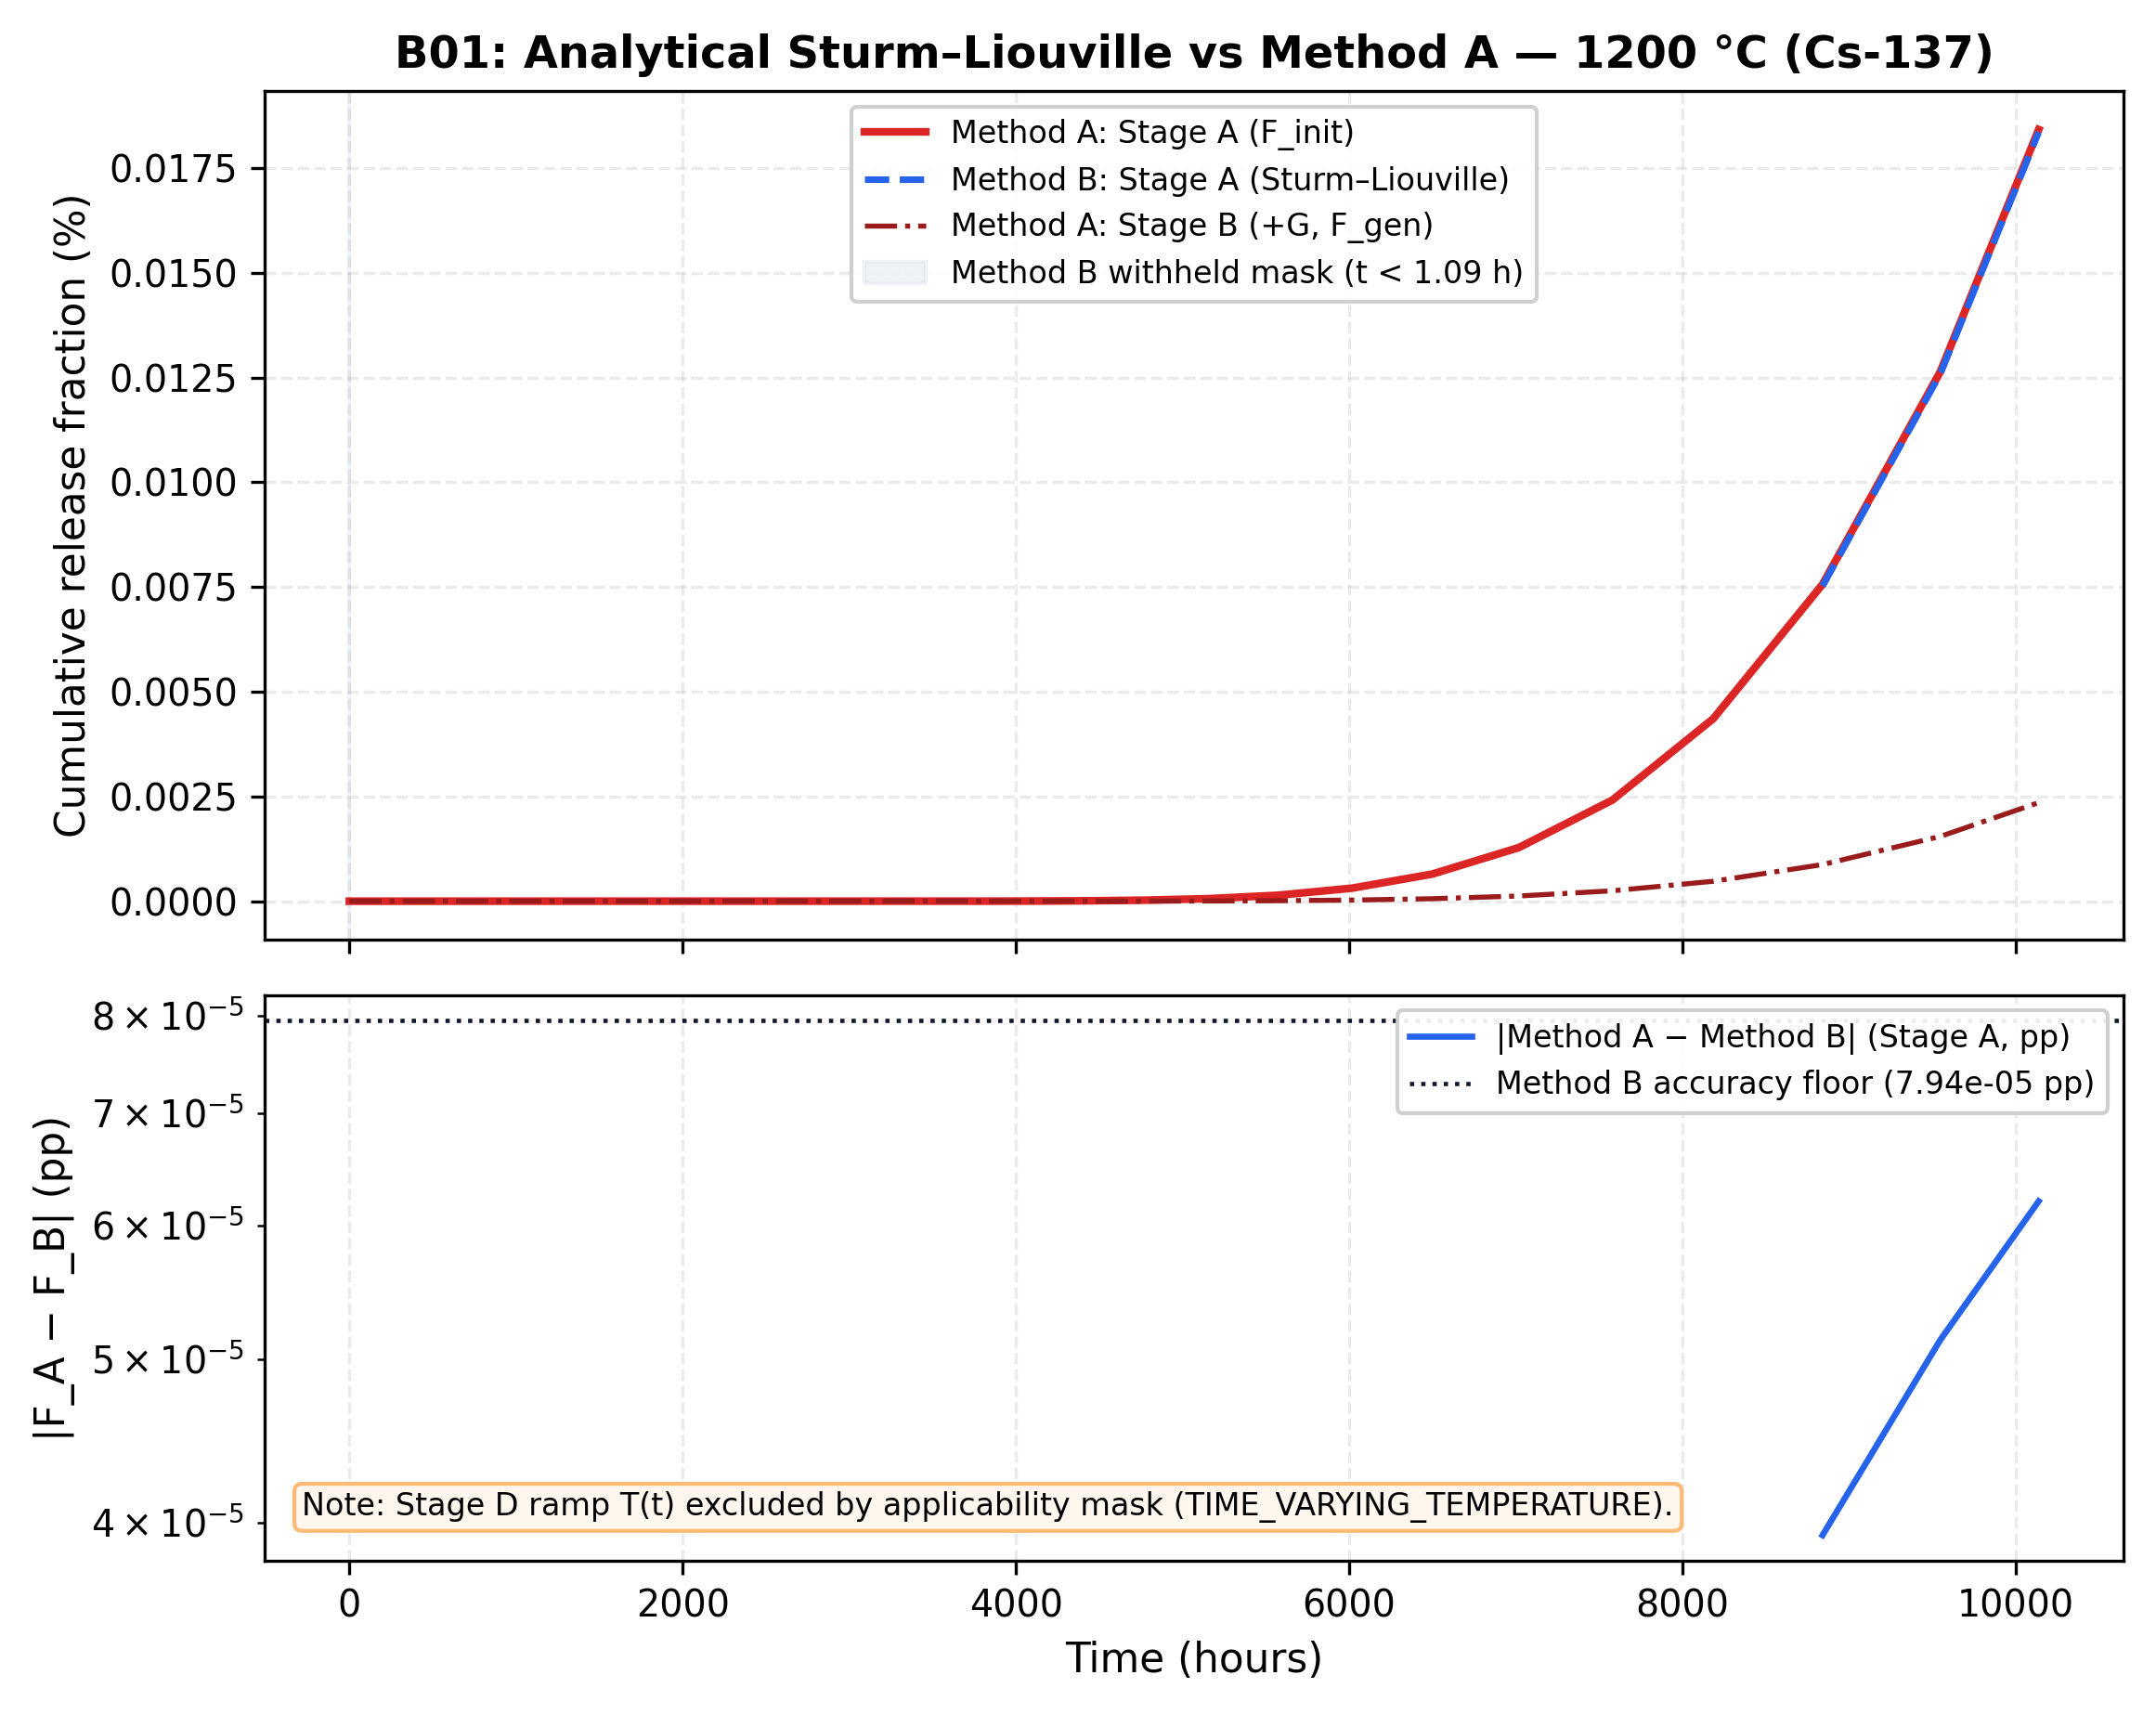 B01: Analytical Sturm–Liouville vs Method A — 1200 °C (Cs-137)
Method A: Stage A (F_init)
Method B: Stage A (Sturm–Liouville)
Method A: Stage B (+G, F_gen)
Method B withheld mask (t < 1.09 h)
Cumulative release fraction (%)
0.0175
0.0150
0.0125
0.0100
0.0075
0.0050
0.0025
0.0000
|Method A − Method B| (Stage A, pp)
Method B accuracy floor (7.94e-05 pp)
|F_A − F_B| (pp)
8 × 10⁻⁵
7 × 10⁻⁵
6 × 10⁻⁵
5 × 10⁻⁵
4 × 10⁻⁵
Note: Stage D ramp T(t) excluded by applicability mask (TIME_VARYING_TEMPERATURE).
0 2000 4000 6000 8000 10000
Time (hours)